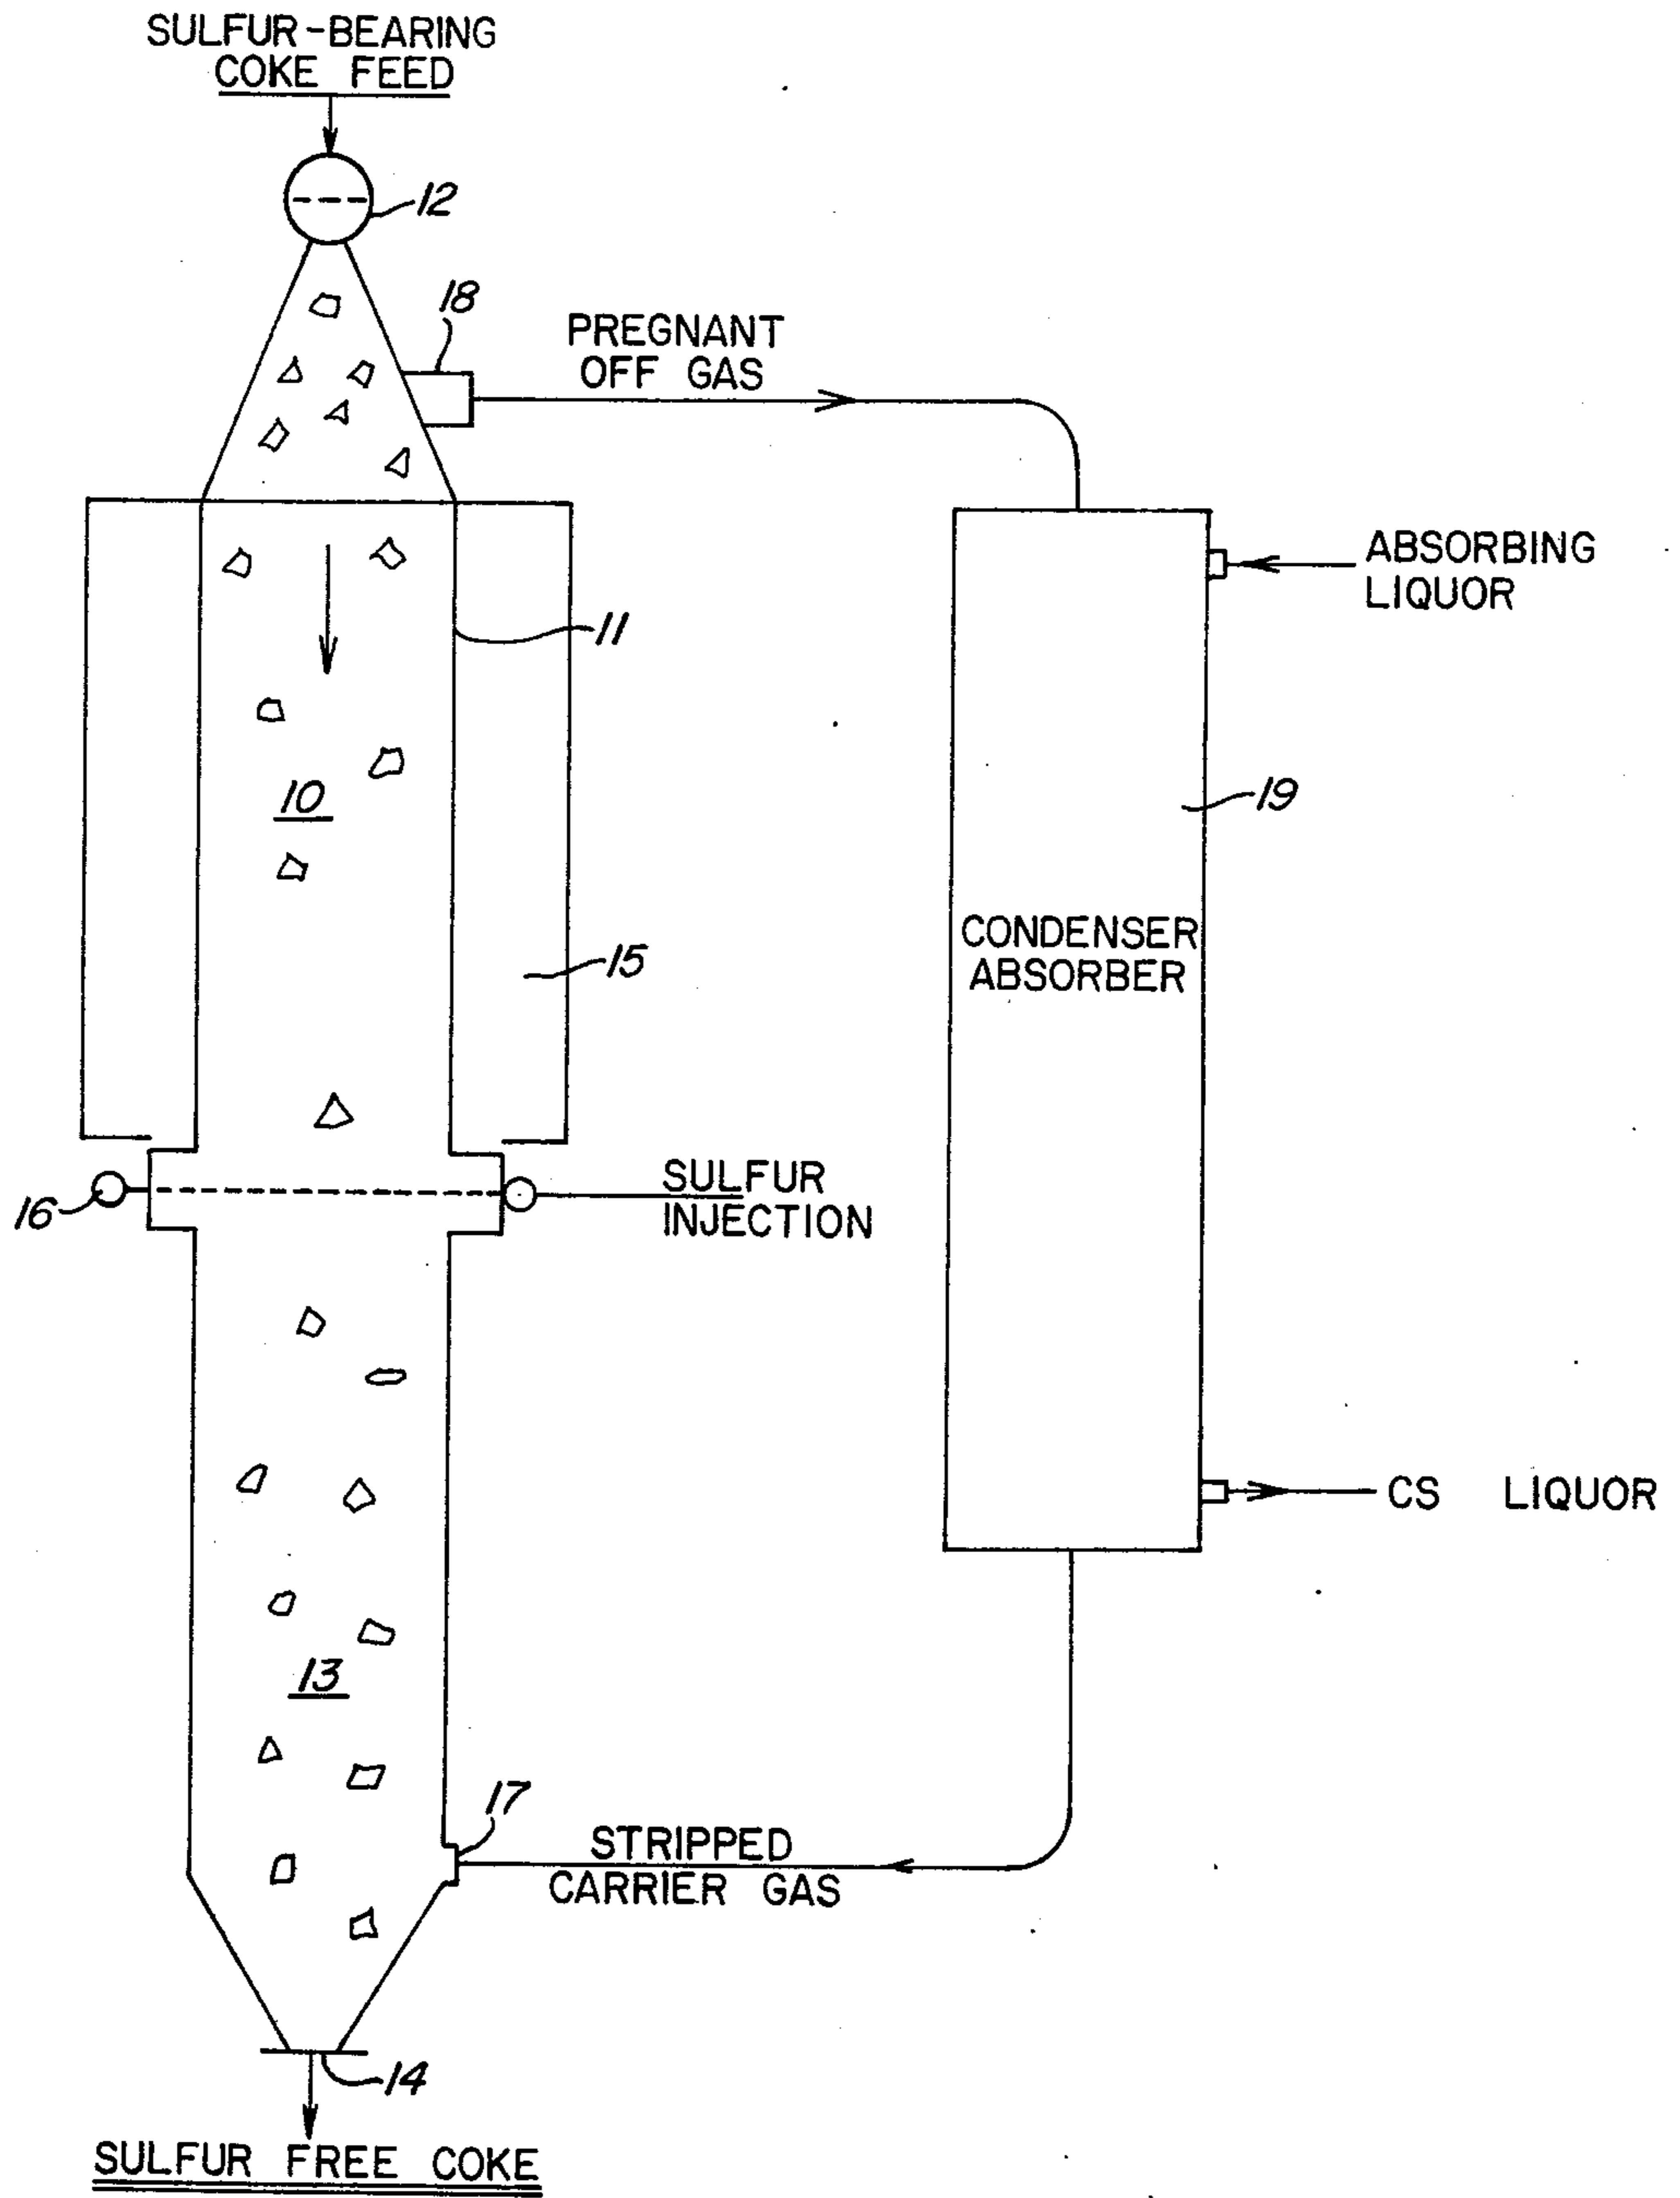 SULFUR-BEARING
COKE FEED
12
18
PREGNANT
OFF GAS
ABSORBING
LIQUOR
11
10
19
CONDENSER
ABSORBER
15
16
SULFUR
INJECTION
CS LIQUOR
13
17
STRIPPED
CARRIER GAS
14
SULFUR FREE COKE